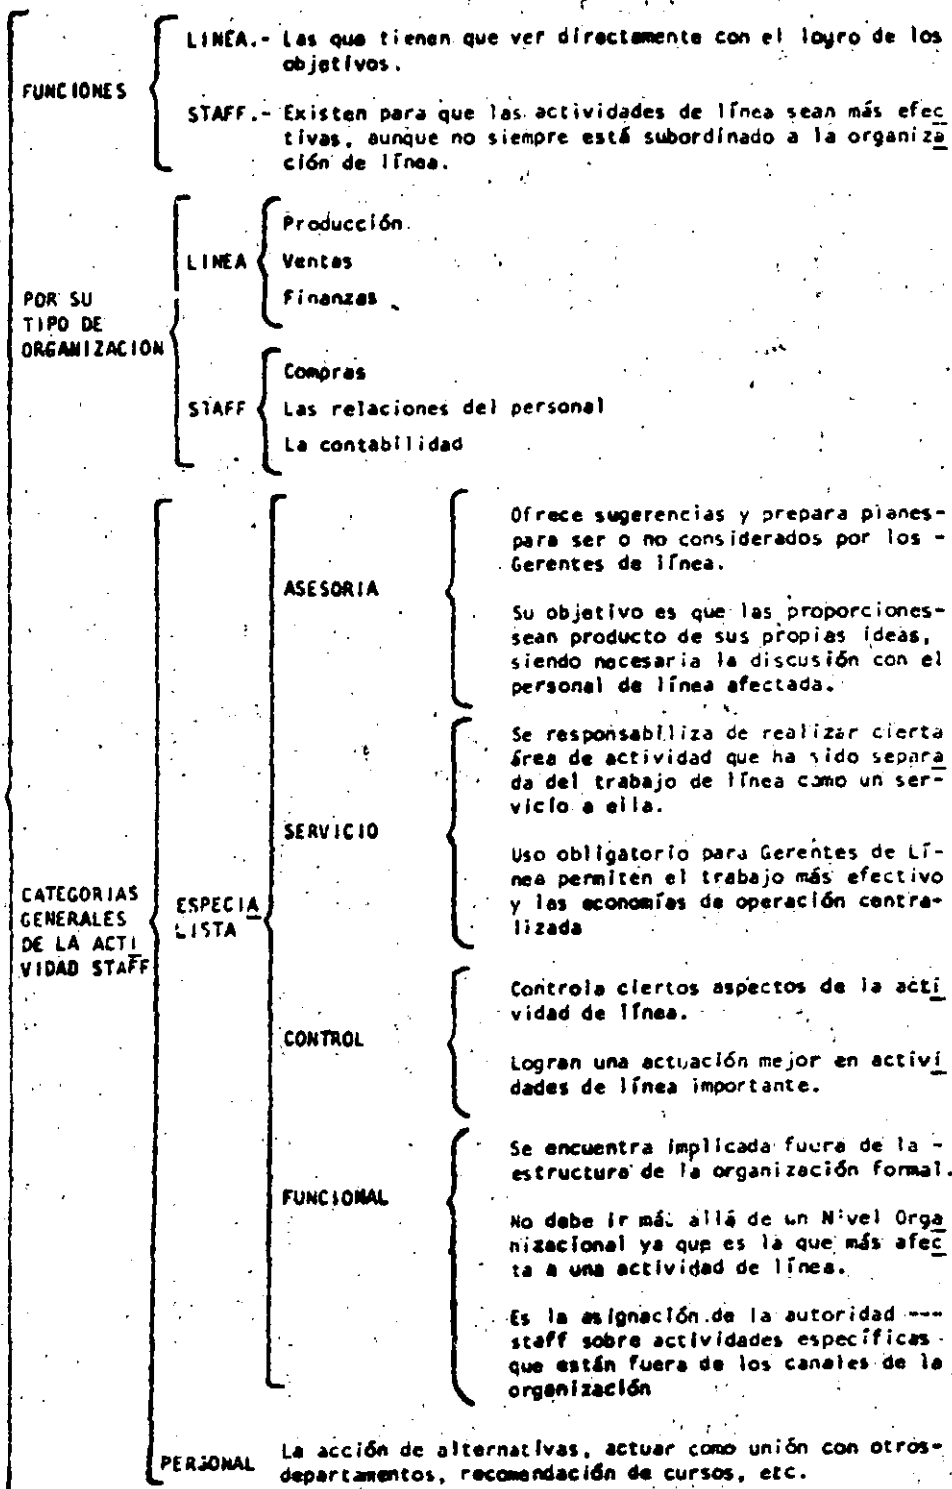 FUNCIONES
LINEA.- Las que tienen que ver directamente con el logro de los
objetivos.
STAFF.- Existen para que las actividades de línea sean más efec
tivas, aunque no siempre está subordinado a la organiza
ción de línea.
POR SU
TIPO DE
ORGANIZACION
LINEA
Producción.
Ventas
Finanzas
STAFF
Compras
Las relaciones del personal
La contabilidad
CATEGORIAS
GENERALES
DE LA ACTI
VIDAD STAFF
ESPECIA
LISTA
ASESORIA
Ofrece sugerencias y prepara planes-
para ser o no considerados por los -
Gerentes de línea.
Su objetivo es que las proporciones-
sean producto de sus propias ideas,
siendo necesaria la discusión con el
personal de línea afectada.
SERVICIO
Se responsabiliza de realizar cierta
área de actividad que ha sido separa
da del trabajo de línea como un ser-
vicio a ella.
Uso obligatorio para Gerentes de Lí-
nea permiten el trabajo más efectivo
y las economías de operación centra-
lizada
CONTROL
Controla ciertos aspectos de la acti
vidad de línea.
Logran una actuación mejor en activi
dades de línea importante.
FUNCIONAL
Se encuentra implicada fuera de la -
estructura de la organización formal.
No debe ir más allá de un Nivel Orga
nizacional ya que es la que más afec
ta a una actividad de línea.
Es la asignación de la autoridad ---
staff sobre actividades específicas
que están fuera de los canales de la
organización
PERSONAL
La acción de alternativas, actuar como unión con otros-
departamentos, recomendación de cursos, etc.